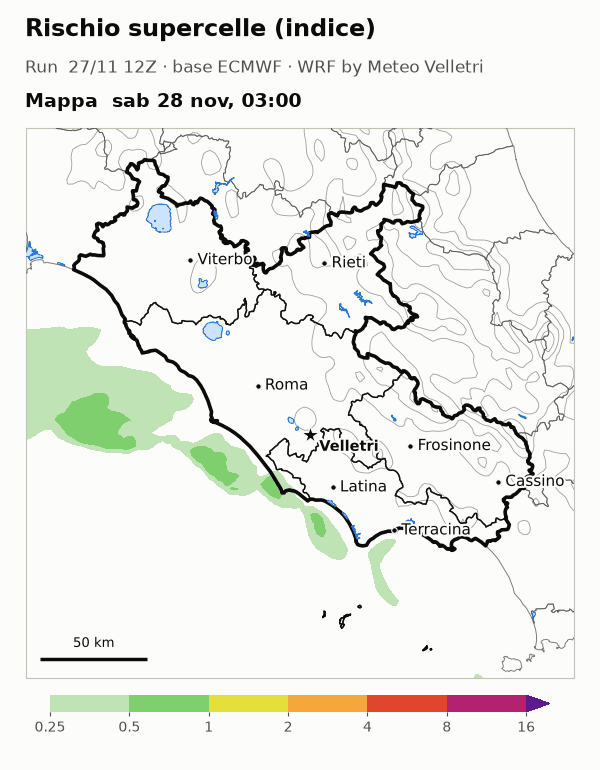 Rischio supercelle (indice)
Run  27/11 12Z · base ECMWF · WRF by Meteo Velletri
Mappa  sab 28 nov, 03:00
Viterbo
Rieti
Roma
Velletri
Frosinone
Cassino
Latina
Terracina
50 km
0.25 0.5 1 2 4 8 16